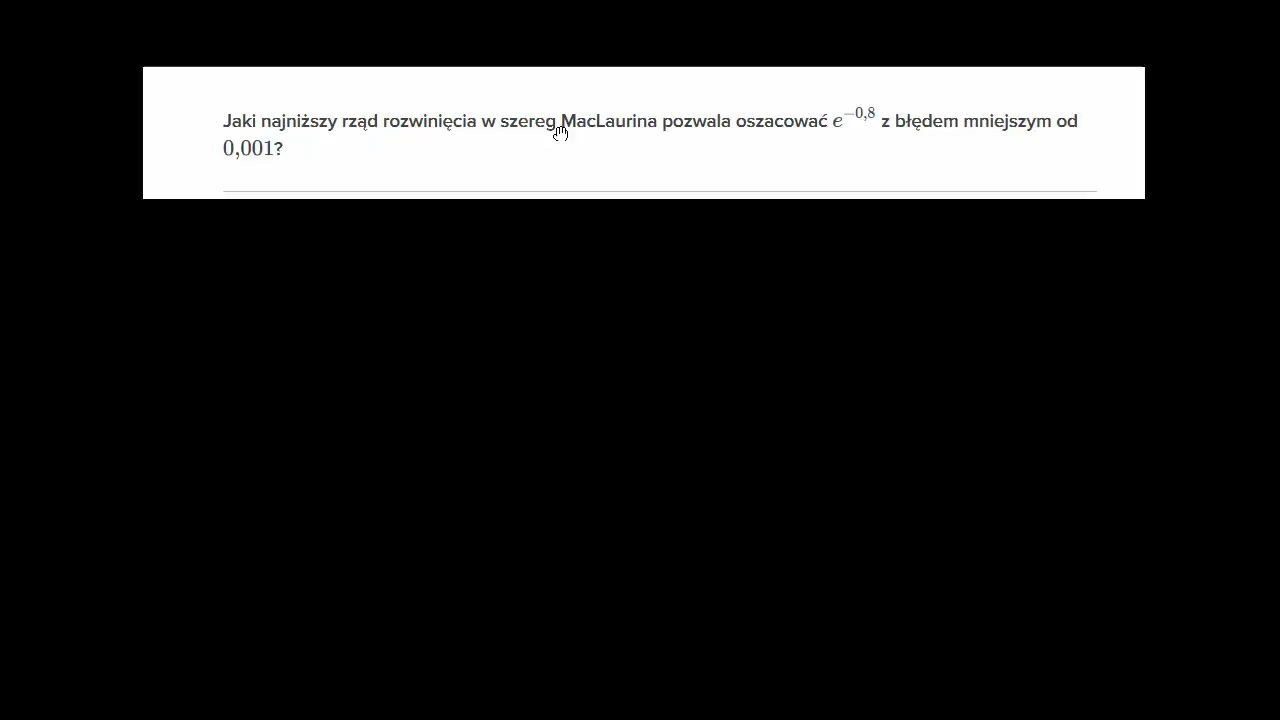 Jaki najniższy rząd rozwinięcia w szereg MacLaurina pozwala oszacować $e^{-0,8}$ z błędem mniejszym od
0,001?